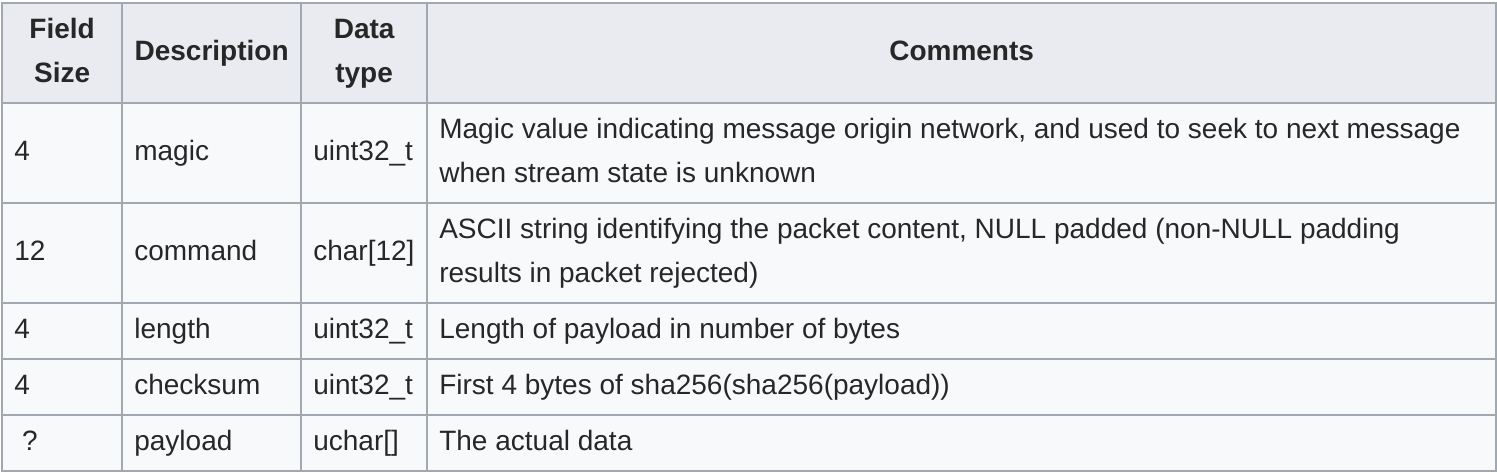 Field Size Description Data type Comments
4 magic uint32_t Magic value indicating message origin network, and used to seek to next message
when stream state is unknown
12 command char[12] ASCII string identifying the packet content, NULL padded (non-NULL padding
results in packet rejected)
4 length uint32_t Length of payload in number of bytes
4 checksum uint32_t First 4 bytes of sha256(sha256(payload))
? payload uchar[] The actual data